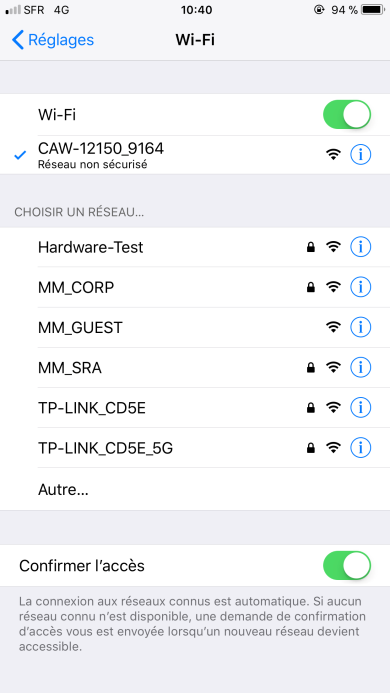 SFR 4G 10:40 94 %
Réglages Wi-Fi
Wi-Fi
CAW-12150_9164
Réseau non sécurisé
CHOISIR UN RÉSEAU...
Hardware-Test
MM_CORP
MM_GUEST
MM_SRA
TP-LINK_CD5E
TP-LINK_CD5E_5G
Autre...
Confirmer l'accès
La connexion aux réseaux connus est automatique. Si aucun
réseau connu n'est disponible, une demande de confirmation
d'accès vous est envoyée lorsqu'un nouveau réseau devient
accessible.